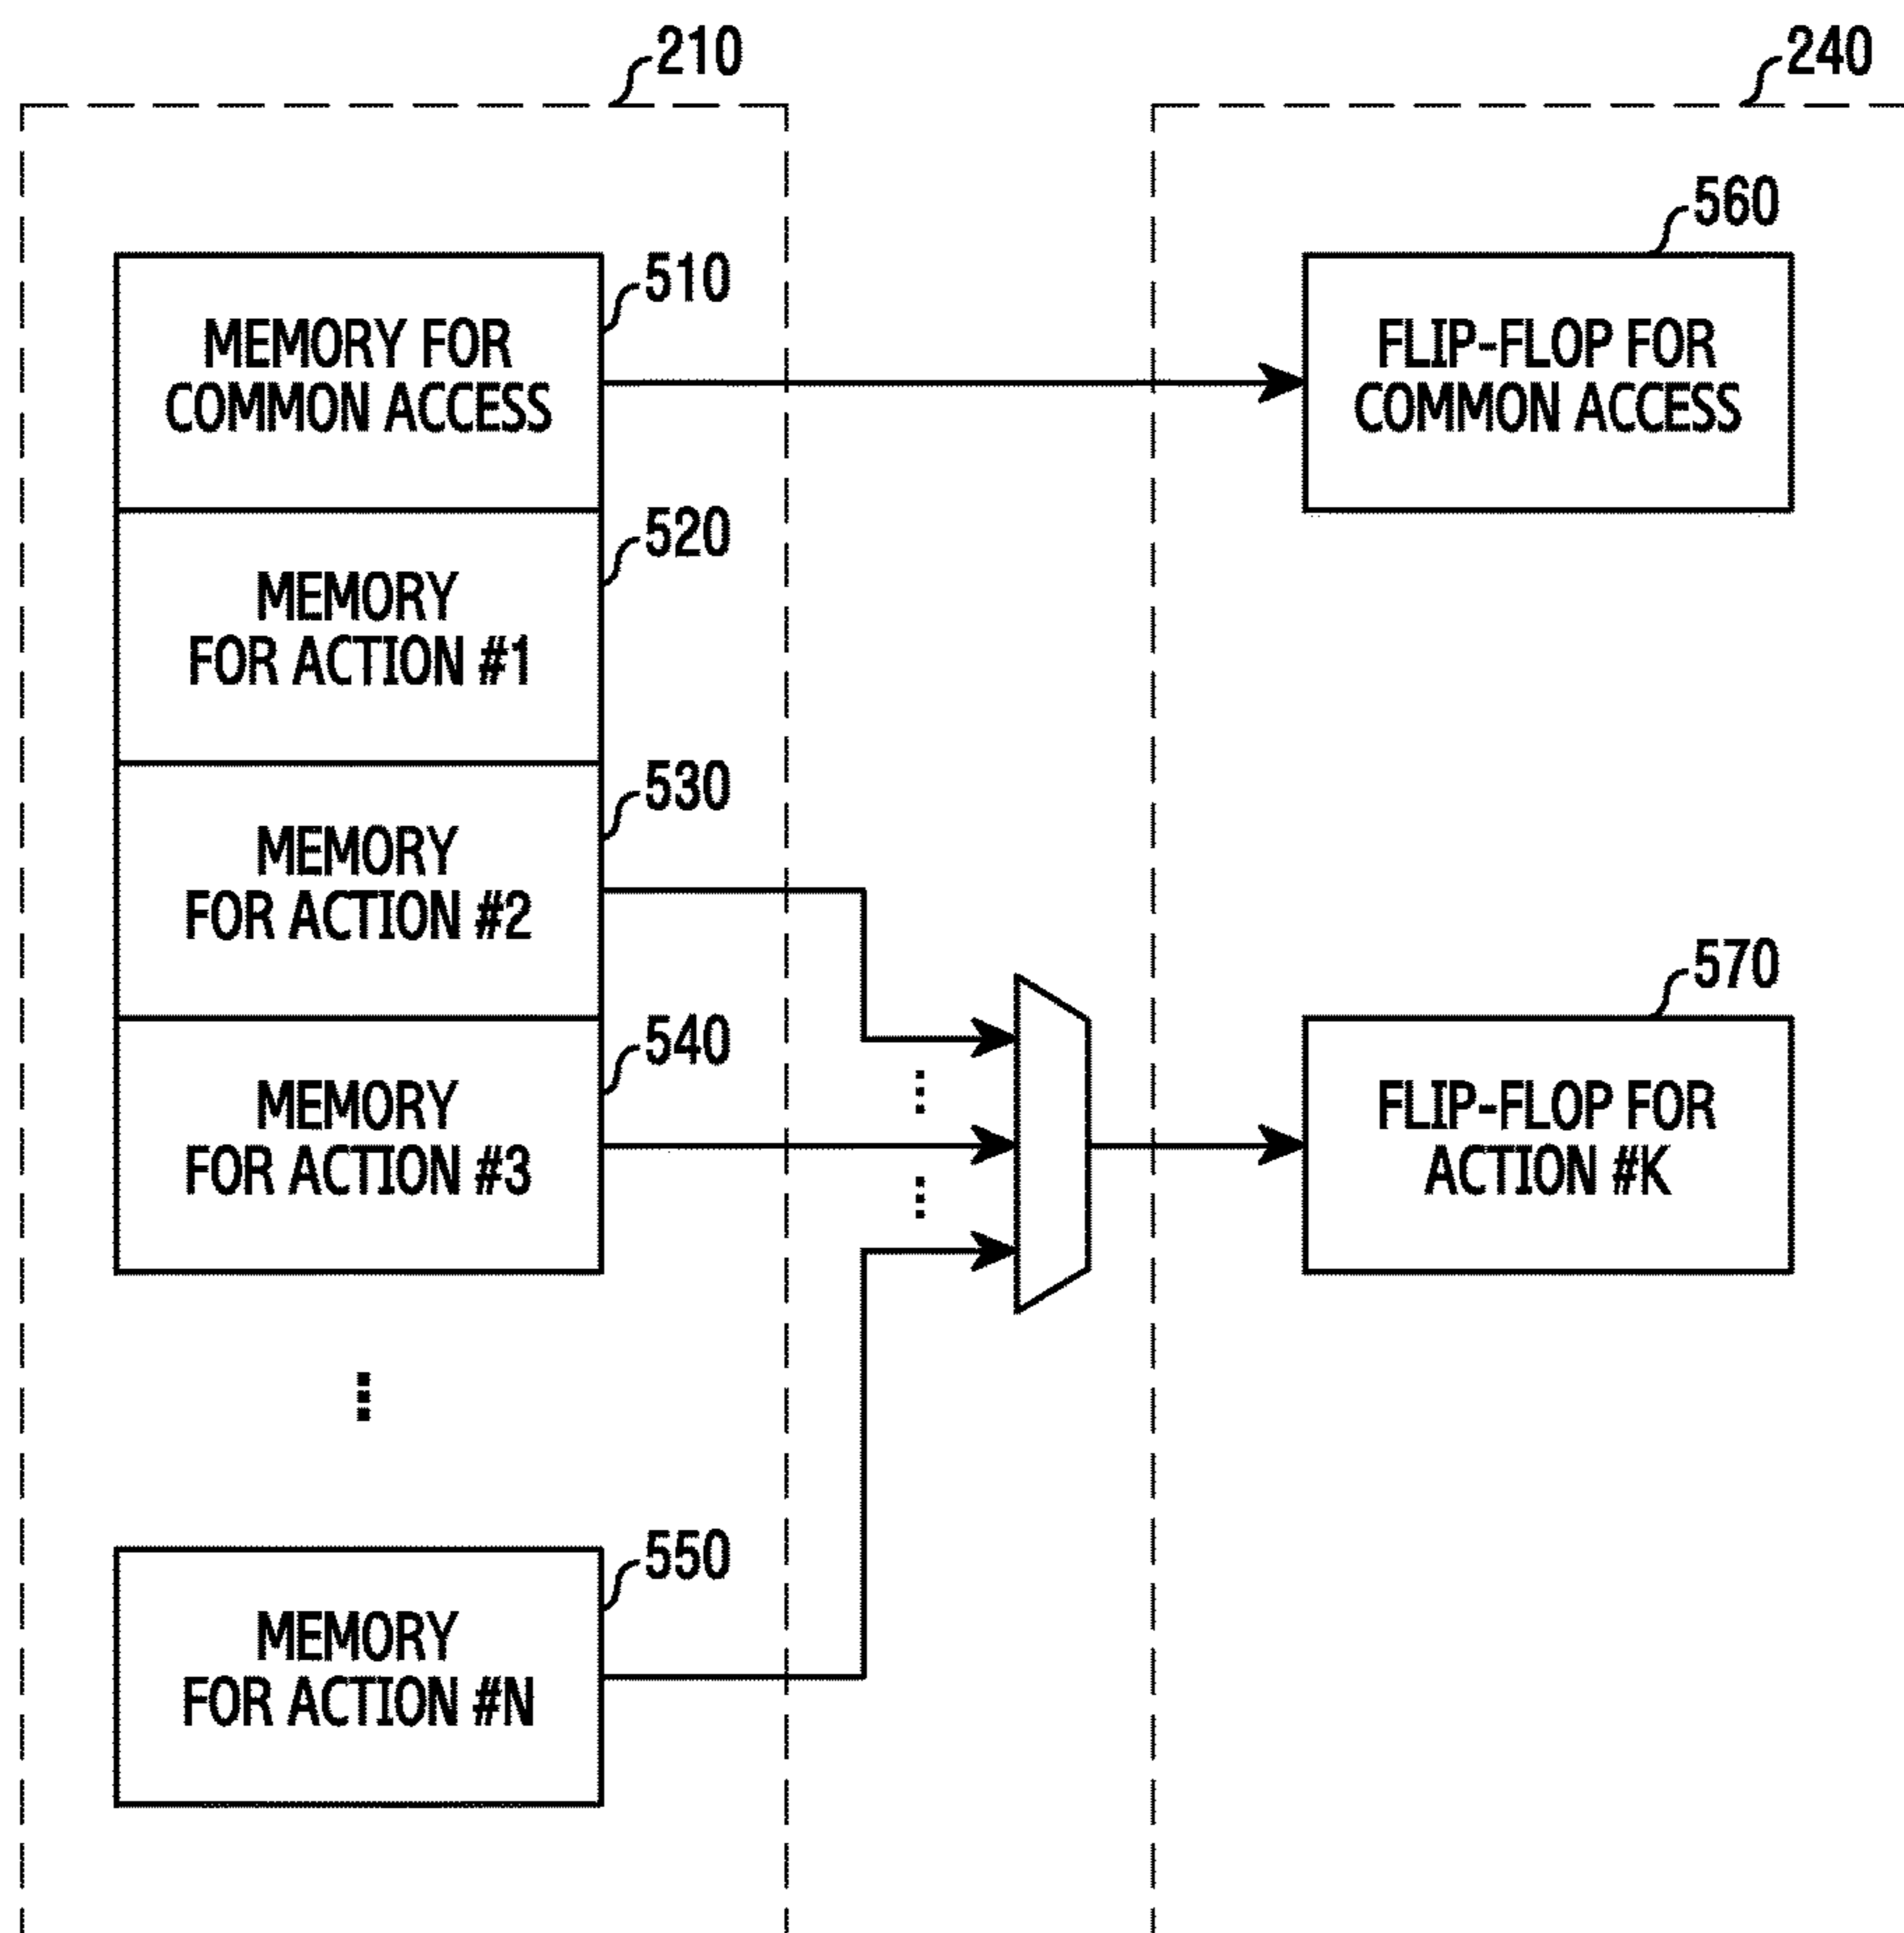 210
240
510
MEMORY FOR
COMMON ACCESS
560
FLIP-FLOP FOR
COMMON ACCESS
520
MEMORY
FOR ACTION #1
530
MEMORY
FOR ACTION #2
540
MEMORY
FOR ACTION #3
570
FLIP-FLOP FOR
ACTION #K
550
MEMORY
FOR ACTION #N